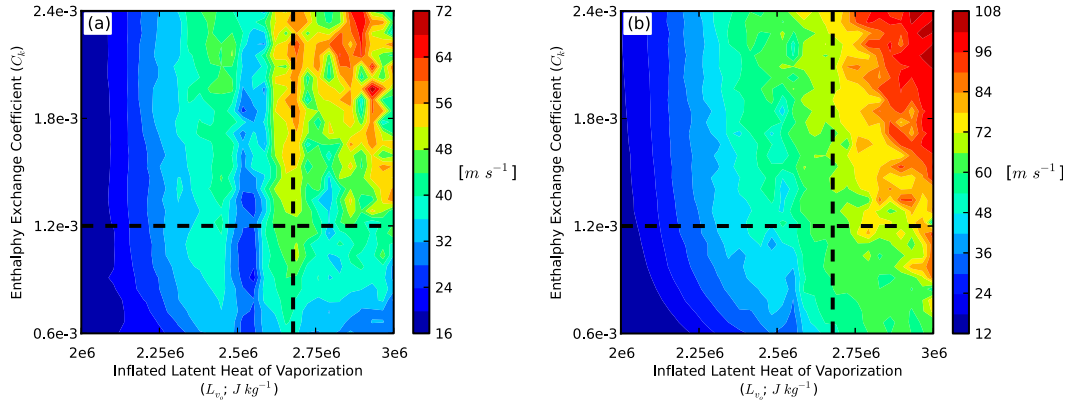 (a)
Enthalphy Exchange Coefficient (C_k)
2.4e-3
1.8e-3
1.2e-3
0.6e-3
2e6 2.25e6 2.5e6 2.75e6 3e6
Inflated Latent Heat of Vaporization
(L_{v_o}; J kg^{-1})
72
64
56
48
40
32
24
16
[m s^{-1}]
(b)
Enthalphy Exchange Coefficient (C_k)
2.4e-3
1.8e-3
1.2e-3
0.6e-3
2e6 2.25e6 2.5e6 2.75e6 3e6
Inflated Latent Heat of Vaporization
(L_{v_o}; J kg^{-1})
108
96
84
72
60
48
36
24
12
[m s^{-1}]